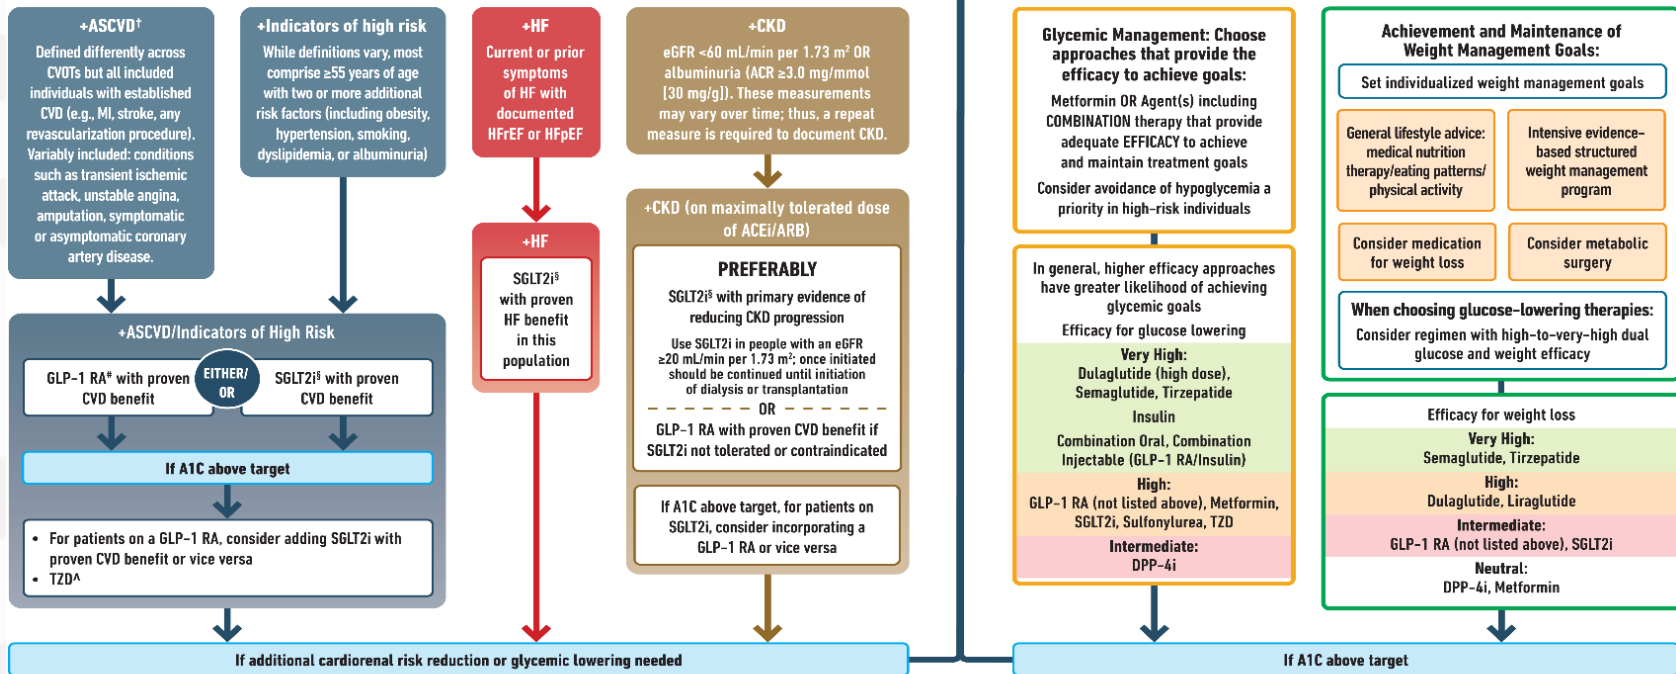 +ASCVD†
Defined differently across
CVOTs but all included
individuals with established
CVD (e.g., MI, stroke, any
revascularization procedure).
Variably included: conditions
such as transient ischemic
attack, unstable angina,
amputation, symptomatic
or asymptomatic coronary
artery disease.
+Indicators of high risk
While definitions vary, most
comprise ≥55 years of age
with two or more additional
risk factors (including obesity,
hypertension, smoking,
dyslipidemia, or albuminuria)
+HF
Current or prior
symptoms
of HF with
documented
HFrEF or HFpEF
+CKD
eGFR <60 mL/min per 1.73 m² OR
albuminuria (ACR ≥3.0 mg/mmol
[30 mg/g]). These measurements
may vary over time; thus, a repeat
measure is required to document CKD.
+ASCVD/Indicators of High Risk
GLP-1 RA# with proven
CVD benefit
EITHER/
OR
SGLT2i§ with proven
CVD benefit
If A1C above target
• For patients on a GLP-1 RA, consider adding SGLT2i with
proven CVD benefit or vice versa
• TZD^
+HF
SGLT2i§
with proven
HF benefit
in this
population
+CKD (on maximally tolerated dose
of ACEi/ARB)
PREFERABLY
SGLT2i§ with primary evidence of
reducing CKD progression
Use SGLT2i in people with an eGFR
≥20 mL/min per 1.73 m²; once initiated
should be continued until initiation
of dialysis or transplantation
OR
GLP-1 RA with proven CVD benefit if
SGLT2i not tolerated or contraindicated
If A1C above target, for patients on
SGLT2i, consider incorporating a
GLP-1 RA or vice versa
If additional cardiorenal risk reduction or glycemic lowering needed
Glycemic Management: Choose
approaches that provide the
efficacy to achieve goals:
Metformin OR Agent(s) including
COMBINATION therapy that provide
adequate EFFICACY to achieve
and maintain treatment goals
Consider avoidance of hypoglycemia a
priority in high-risk individuals
In general, higher efficacy approaches
have greater likelihood of achieving
glycemic goals
Efficacy for glucose lowering
Very High:
Dulaglutide (high dose),
Semaglutide, Tirzepatide
Insulin
Combination Oral, Combination
Injectable (GLP-1 RA/Insulin)
High:
GLP-1 RA (not listed above), Metformin,
SGLT2i, Sulfonylurea, TZD
Intermediate:
DPP-4i
Achievement and Maintenance of
Weight Management Goals:
Set individualized weight management goals
General lifestyle advice:
medical nutrition
therapy/eating patterns/
physical activity
Intensive evidence-
based structured
weight management
program
Consider medication
for weight loss
Consider metabolic
surgery
When choosing glucose-lowering therapies:
Consider regimen with high-to-very-high dual
glucose and weight efficacy
Efficacy for weight loss
Very High:
Semaglutide, Tirzepatide
High:
Dulaglutide, Liraglutide
Intermediate:
GLP-1 RA (not listed above), SGLT2i
Neutral:
DPP-4i, Metformin
If A1C above target